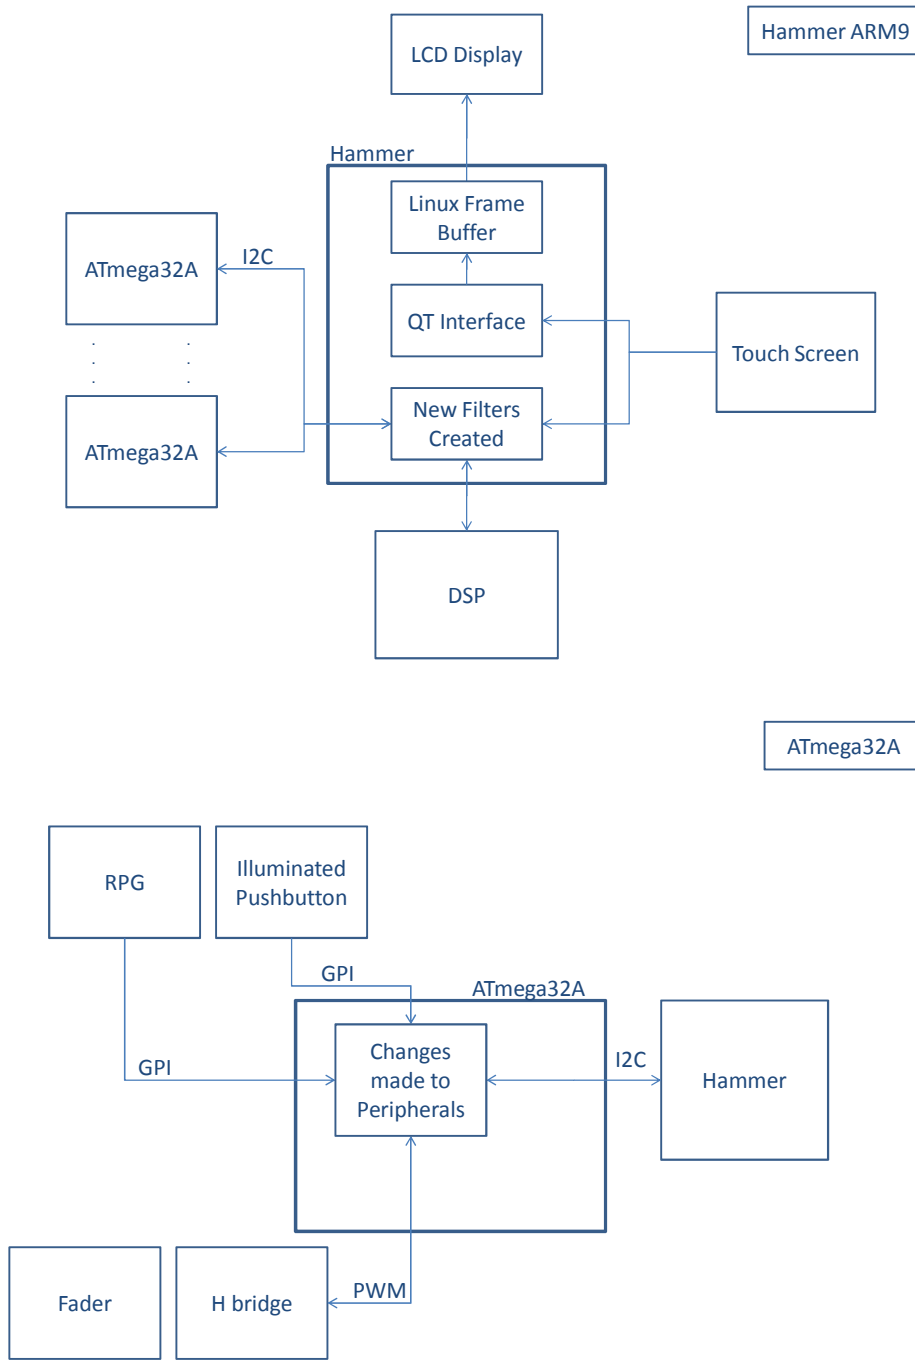 Hammer ARM9
LCD Display
Hammer
Linux Frame
Buffer
ATmega32A
I2C
QT Interface
Touch Screen
ATmega32A
New Filters
Created
DSP
ATmega32A
RPG
Illuminated
Pushbutton
GPI
ATmega32A
GPI
Changes
made to
Peripherals
I2C
Hammer
Fader
H bridge
PWM